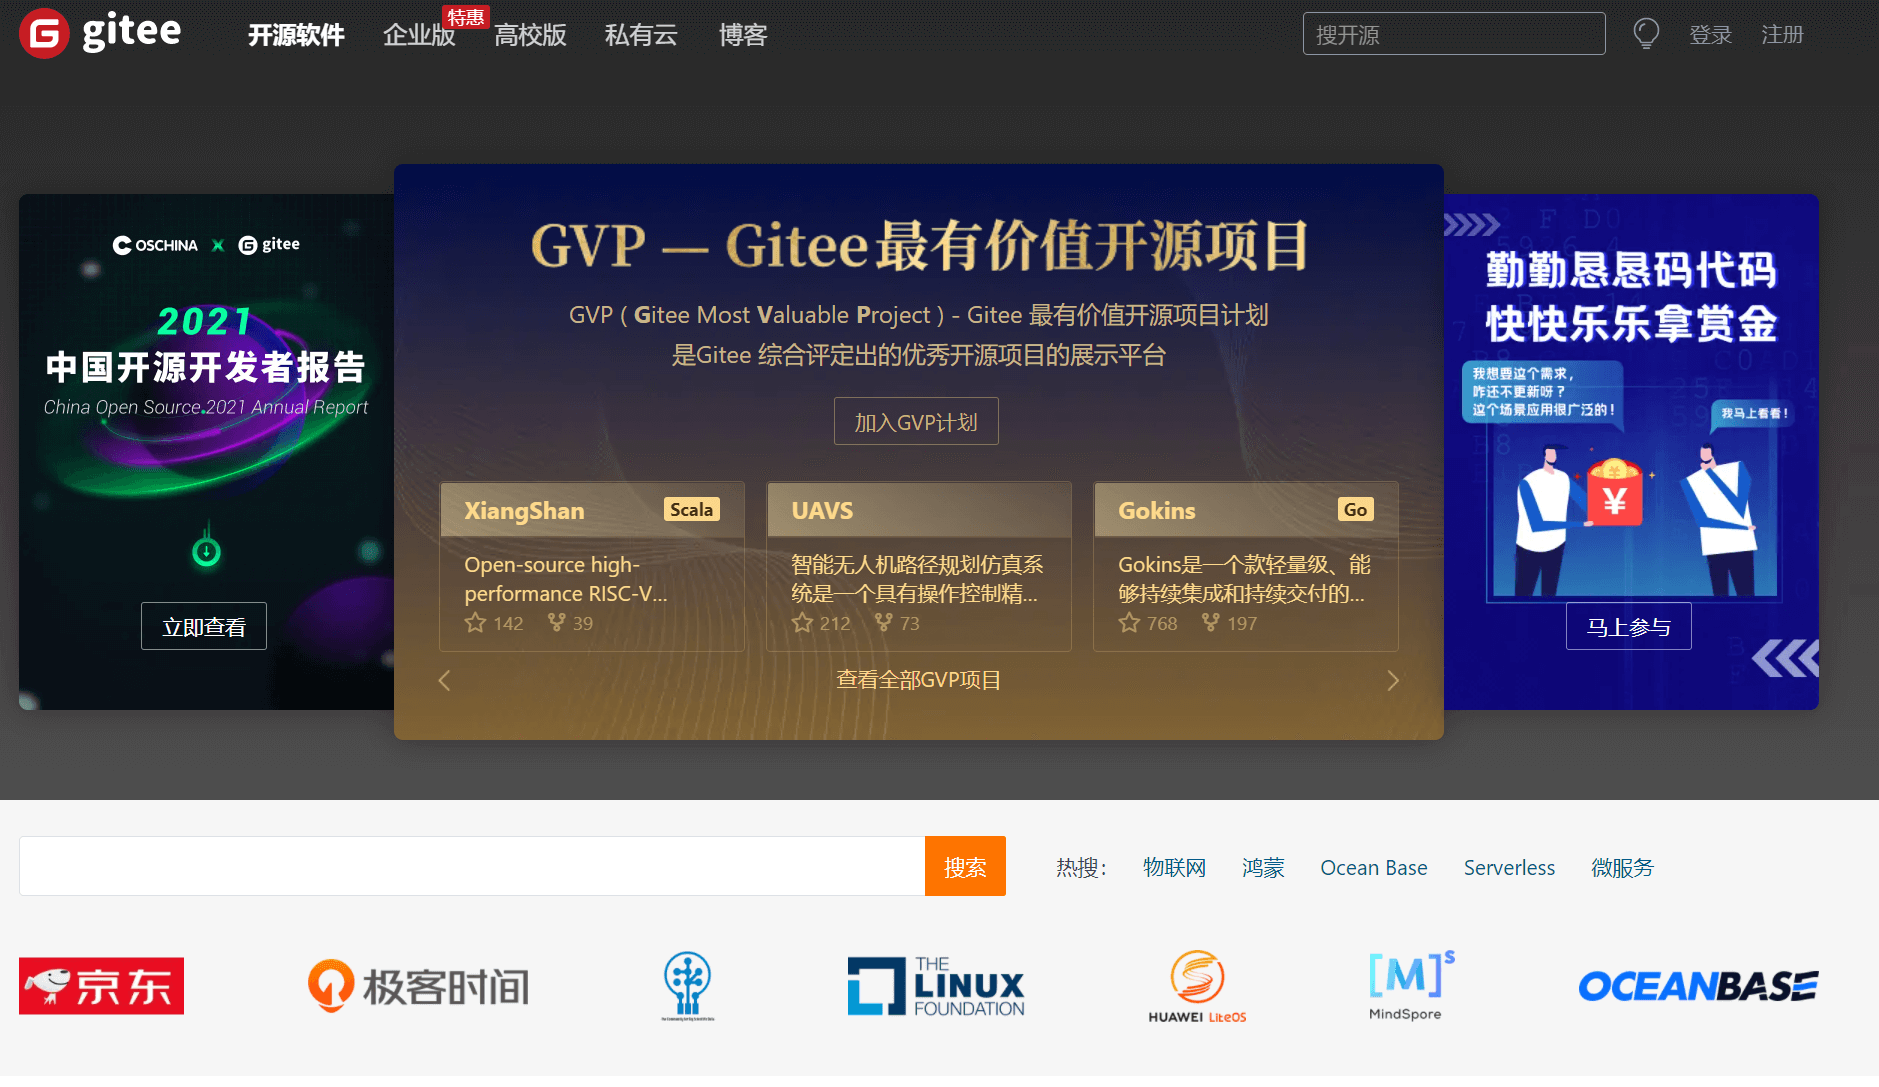 gitee
开源软件
企业版
特惠
高校版
私有云
博客
搜开源
登录
注册
OSCHINA
gitee
2021
中国开源开发者报告
China Open Source 2021 Annual Report
立即查看
GVP — Gitee最有价值开源项目
GVP ( Gitee Most Valuable Project ) - Gitee 最有价值开源项目计划
是Gitee 综合评定出的优秀开源项目的展示平台
加入GVP计划
XiangShan
Scala
Open-source high-
performance RISC-V...
142
39
UAVS
智能无人机路径规划仿真系
统是一个具有操作控制精...
212
73
Gokins
Go
Gokins是一个款轻量级、能
够持续集成和持续交付的...
768
197
查看全部GVP项目
勤勤恳恳码代码
快快乐乐拿赏金
我想要这个需求,
咋还不更新呀?
这个场景应用很广泛的!
我马上看看!
¥
马上参与
搜索
热搜:
物联网
鸿蒙
Ocean Base
Serverless
微服务
京东
极客时间
THE
LINUX
FOUNDATION
HUAWEI LiteOS
[M]s
MindSpore
OCEANBASE